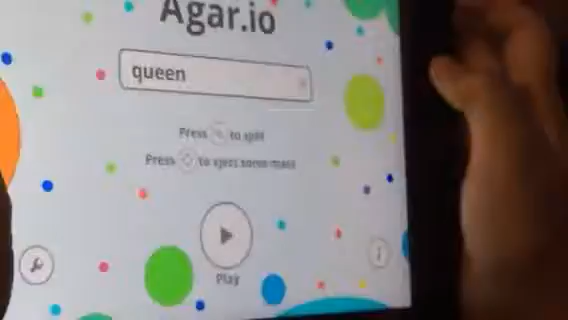 Agar.io
queen
Press to split
Press to eject some mass
Play
i